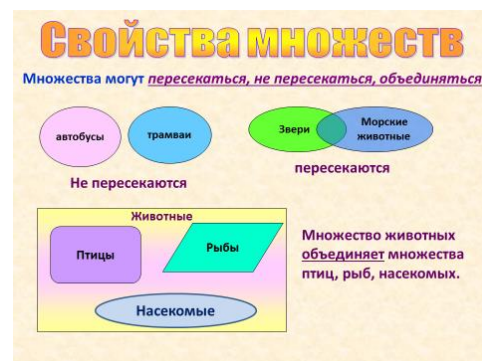 Свойства множеств
Множества могут пересекаться, не пересекаться, объединяться
автобусы
трамваи
Не пересекаются
Звери
Морские
животные
пересекаются
Животные
Птицы
Рыбы
Насекомые
Множество животных
объединяет множества
птиц, рыб, насекомых.